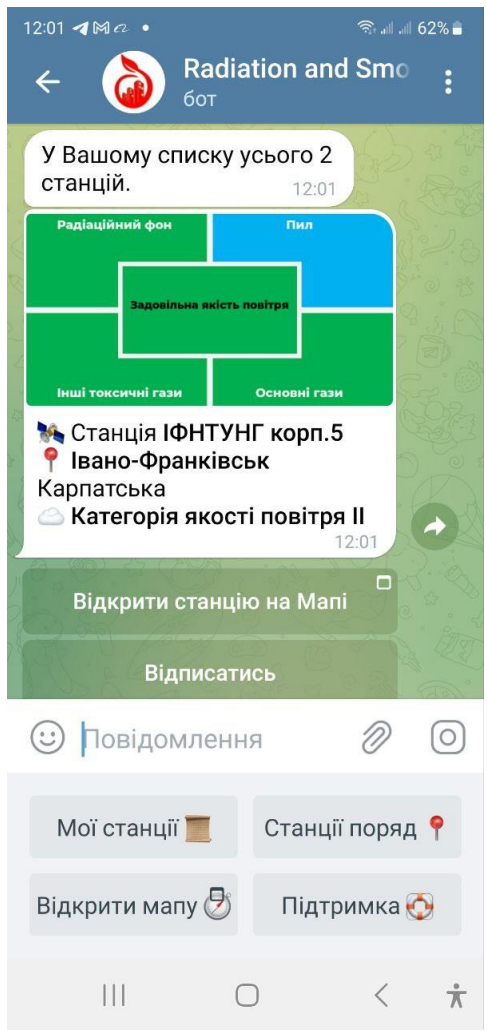 12:01 62%
Radiation and Smo
бот
У Вашому списку усього 2
станцій.
12:01
Радіаційний фон Пил
Задовільна якість повітря
Інші токсичні гази Основні гази
Станція ІФНТУНГ корп.5
Івано-Франківськ
Карпатська
Категорія якості повітря II
12:01
Відкрити станцію на Мапі
Відписатись
Повідомлення
Мої станції Станції поряд
Відкрити мапу Підтримка